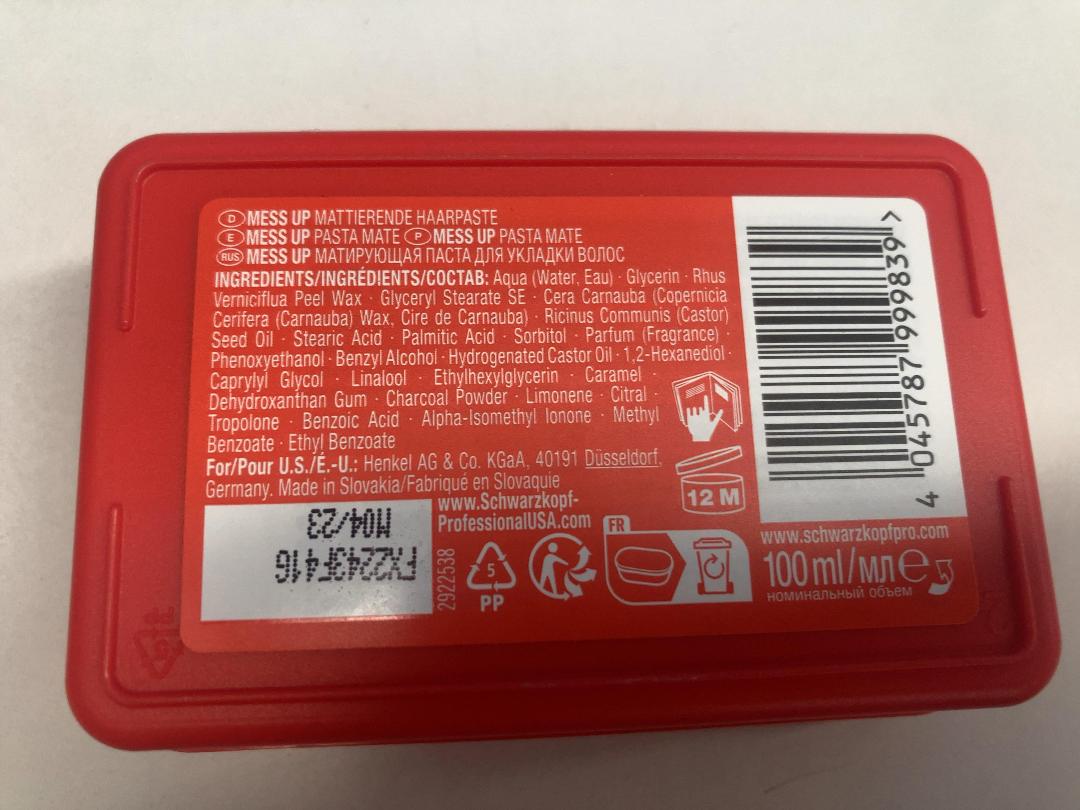 D MESS UP MATTIERENDE HAARPASTE
E MESS UP PASTA MATE P MESS UP PASTA MATE
RUS MESS UP МАТИРУЮЩАЯ ПАСТА ДЛЯ УКЛАДКИ ВОЛОС
INGREDIENTS/INGRÉDIENTS/СОСТАВ: Aqua (Water, Eau) · Glycerin · Rhus
Verniciflua Peel Wax · Glyceryl Stearate SE · Cera Carnauba (Copernicia
Cerifera (Carnauba) Wax, Cire de Carnauba) · Ricinus Communis (Castor)
Seed Oil · Stearic Acid · Palmitic Acid · Sorbitol · Parfum (Fragrance) ·
Phenoxyethanol · Benzyl Alcohol · Hydrogenated Castor Oil · 1,2-Hexanediol ·
Caprylyl Glycol · Linalool · Ethylhexylglycerin · Caramel ·
Dehydroxanthan Gum · Charcoal Powder · Limonene · Citral ·
Tropolone · Benzoic Acid · Alpha-Isomethyl Ionone · Methyl
Benzoate · Ethyl Benzoate
For/Pour U.S./É.-U.: Henkel AG & Co. KGaA, 40191 Düsseldorf,
Germany. Made in Slovakia/Fabriqué en Slovaquie
www.Schwarzkopf-
ProfessionalUSA.com
M04/23
FX2243F416
2922538
5
PP
FR
12 M
4 045787 999839 >
www.schwarzkopfpro.com
100 ml/мл e
номинальный объем